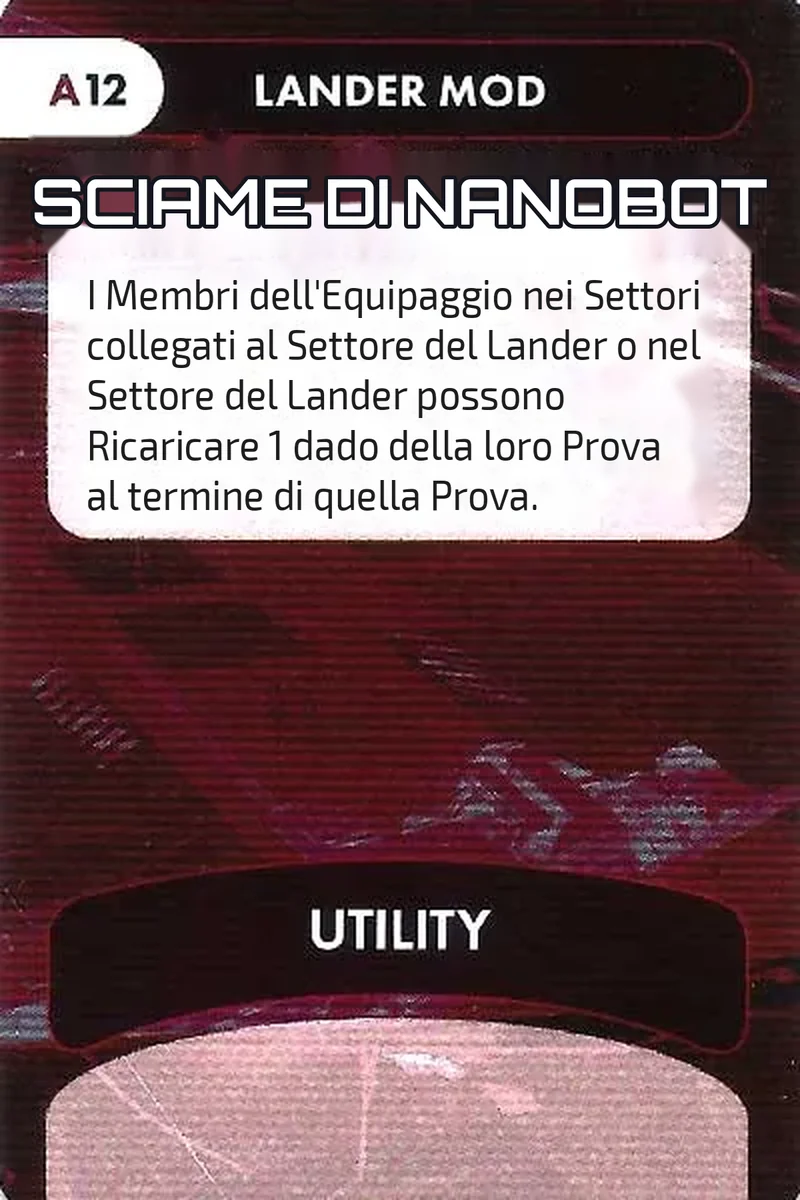 A12
LANDER MOD
SCIAME DI NANOBOT
I Membri dell'Equipaggio nei Settori
collegati al Settore del Lander o nel
Settore del Lander possono
Ricaricare 1 dado della loro Prova
al termine di quella Prova.
UTILITY